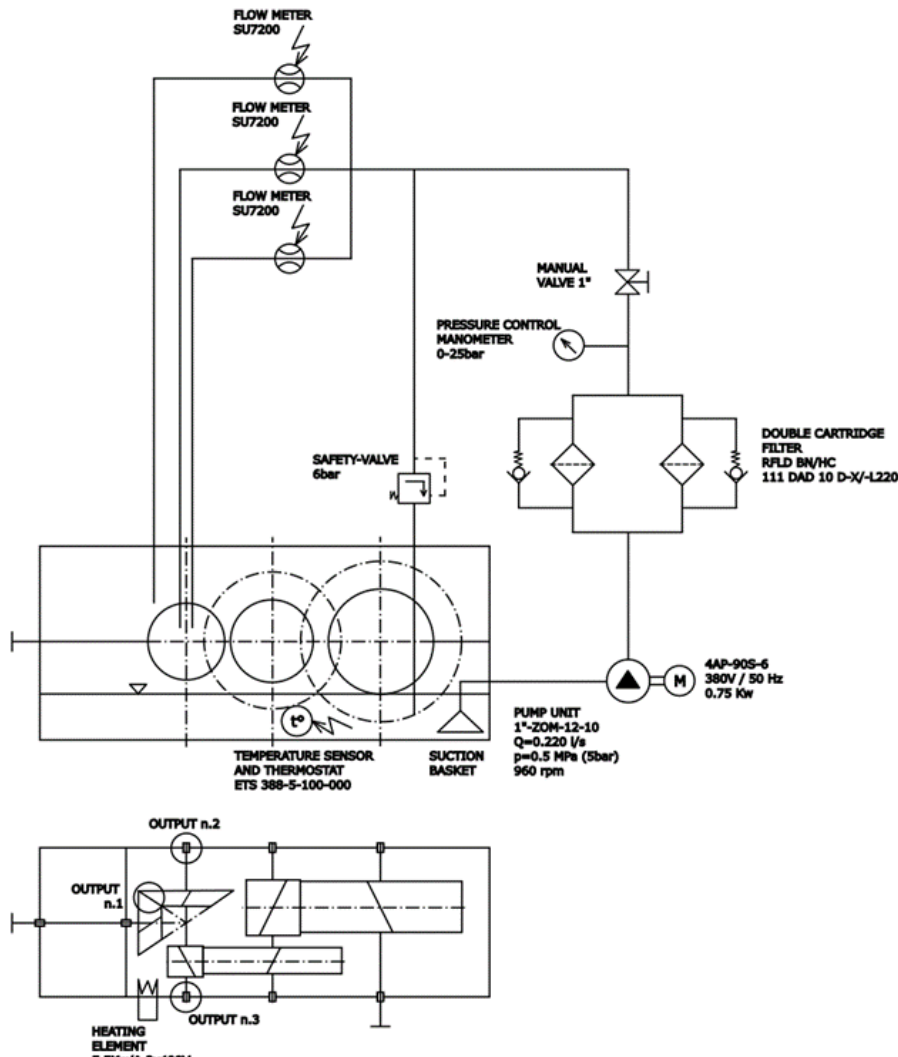 FLOW METER
SU7200
FLOW METER
SU7200
FLOW METER
SU7200
MANUAL
VALVE 1"
PRESSURE CONTROL
MANOMETER
0-25bar
DOUBLE CARTRIDGE
FILTER
RFLD BN/HC
111 DAD 10 D-X/-L220
SAFETY-VALVE
6bar
4AP-90S-6
380V / 50 Hz
0.75 Kw
M
t°
PUMP UNIT
1"-ZOM-12-10
Q=0.220 l/s
p=0.5 MPa (5bar)
960 rpm
TEMPERATURE SENSOR
AND THERMOSTAT
ETS 388-5-100-000
SUCTION
BASKET
OUTPUT n.2
OUTPUT
n.1
OUTPUT n.3
HEATING
ELEMENT